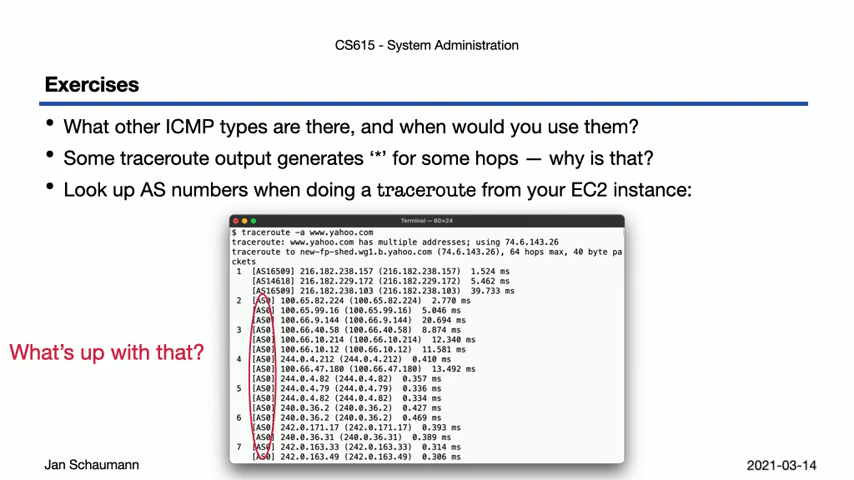 CS615 - System Administration
Exercises
• What other ICMP types are there, and when would you use them?
• Some traceroute output generates ‘*’ for some hops — why is that?
• Look up AS numbers when doing a traceroute from your EC2 instance:
Terminal — 80×24
$ traceroute -a www.yahoo.com
traceroute: www.yahoo.com has multiple addresses; using 74.6.143.26
traceroute to new-fp-shed.wg1.b.yahoo.com (74.6.143.26), 64 hops max, 40 byte pa
ckets
1 [AS16509] 216.182.238.157 (216.182.238.157) 1.524 ms
[AS14618] 216.182.229.172 (216.182.229.172) 5.462 ms
[AS16509] 216.182.238.103 (216.182.238.103) 39.733 ms
2 [AS0] 100.65.82.224 (100.65.82.224) 2.770 ms
[AS0] 100.65.99.16 (100.65.99.16) 5.046 ms
[AS0] 100.66.9.144 (100.66.9.144) 20.694 ms
3 [AS0] 100.66.40.58 (100.66.40.58) 8.874 ms
[AS0] 100.66.10.214 (100.66.10.214) 12.340 ms
[AS0] 100.66.10.12 (100.66.10.12) 11.581 ms
4 [AS0] 244.0.4.212 (244.0.4.212) 0.410 ms
[AS0] 100.66.47.180 (100.66.47.180) 13.492 ms
[AS0] 244.0.4.82 (244.0.4.82) 0.357 ms
5 [AS0] 244.0.4.79 (244.0.4.79) 0.336 ms
[AS0] 244.0.4.82 (244.0.4.82) 0.334 ms
[AS0] 240.0.36.2 (240.0.36.2) 0.427 ms
6 [AS0] 240.0.36.2 (240.0.36.2) 0.469 ms
[AS0] 242.0.171.17 (242.0.171.17) 0.393 ms
[AS0] 240.0.36.31 (240.0.36.31) 0.389 ms
7 [AS0] 242.0.163.33 (242.0.163.33) 0.314 ms
[AS0] 242.0.163.49 (242.0.163.49) 0.306 ms
What's up with that?
Jan Schaumann
2021-03-14